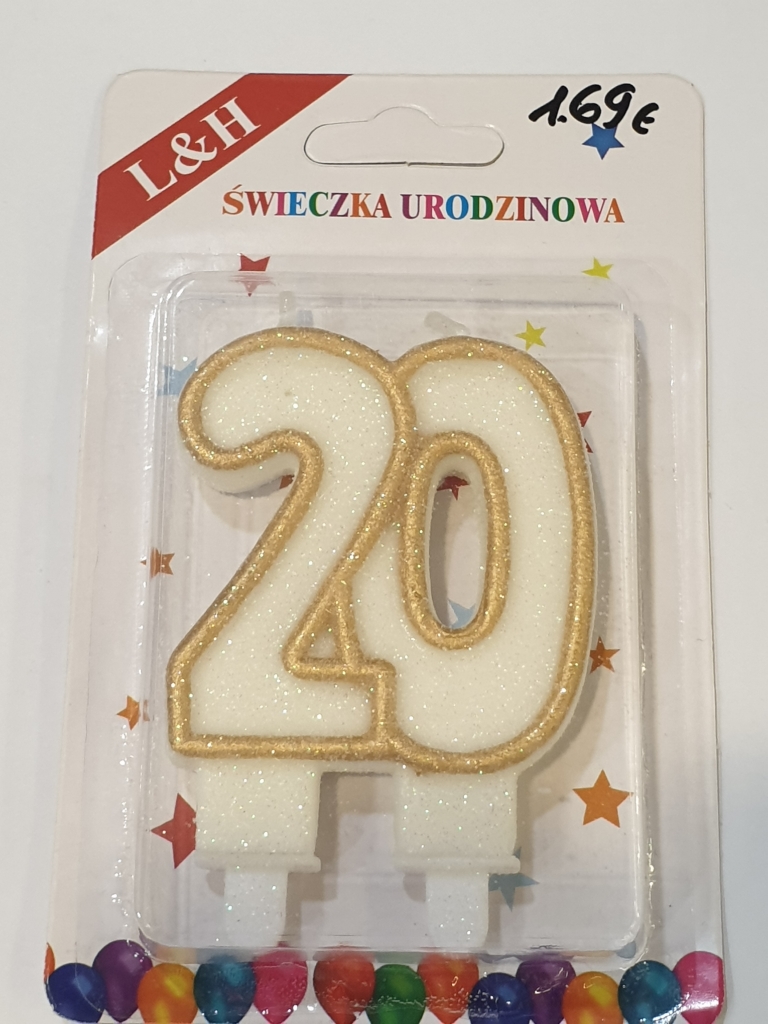 1.69 €
L&H
ŚWIECZKA URODZINOWA
20